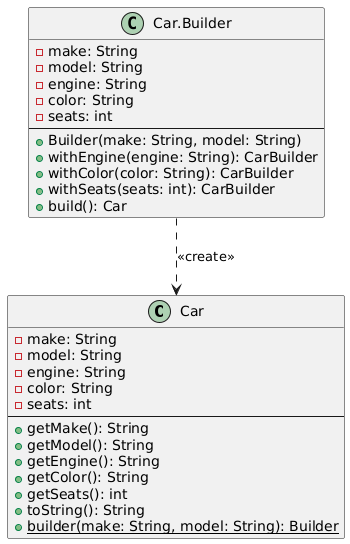 C Car.Builder
make: String
model: String
engine: String
color: String
seats: int
Builder(make: String, model: String)
withEngine(engine: String): CarBuilder
withColor(color: String): CarBuilder
withSeats(seats: int): CarBuilder
build(): Car
«create»
C Car
make: String
model: String
engine: String
color: String
seats: int
getMake(): String
getModel(): String
getEngine(): String
getColor(): String
getSeats(): int
toString(): String
builder(make: String, model: String): Builder